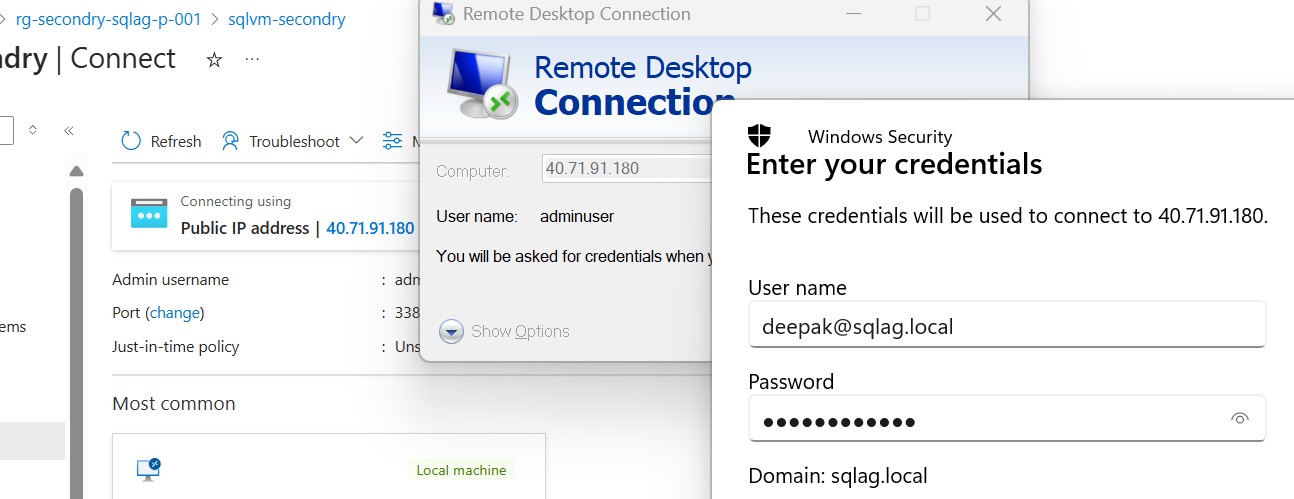 rg-secondry-sqlag-p-001 > sqlvm-secondry
ndry | Connect
Refresh
Troubleshoot
Connecting using
Public IP address | 40.71.91.180
Admin username : adn
Port (change) : 338
Just-in-time policy : Uns
ems
Most common
Local machine
Remote Desktop Connection
Remote Desktop
Connection
Computer: 40.71.91.180
User name: adminuser
You will be asked for credentials when y
Show Options
Windows Security
Enter your credentials
These credentials will be used to connect to 40.71.91.180.
User name
deepak@sqlag.local
Password
Domain: sqlag.local